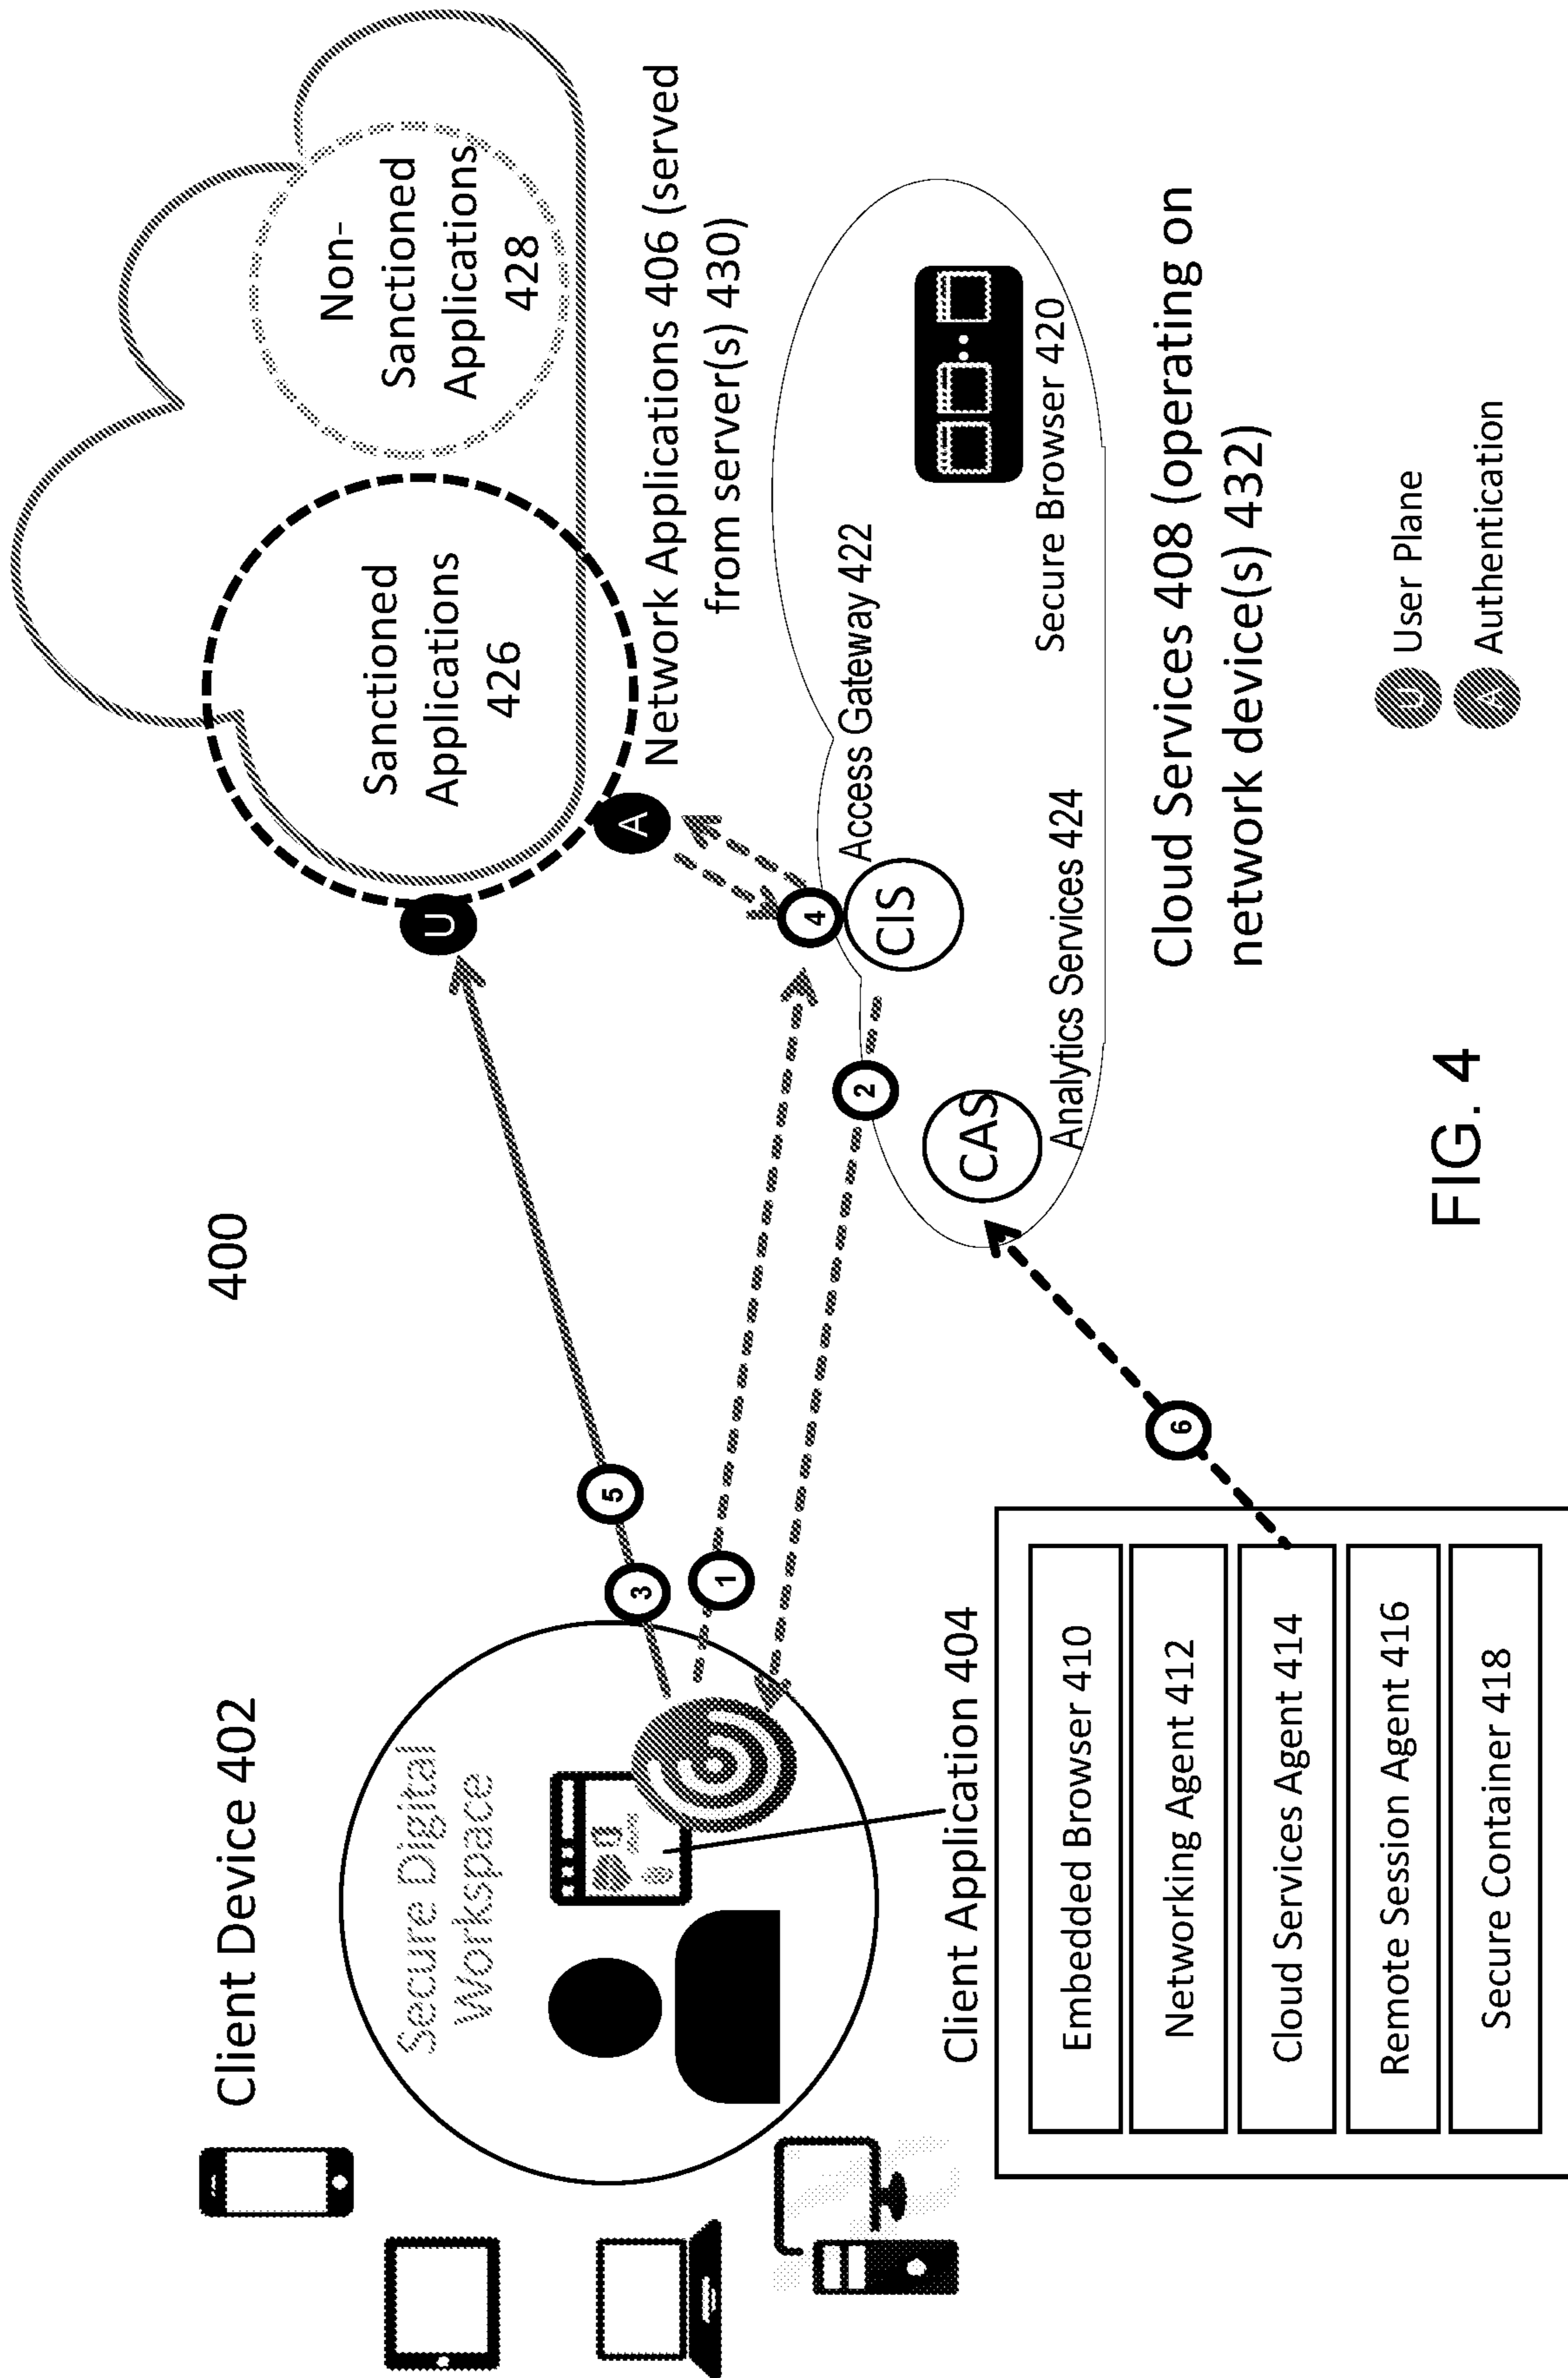 400
Client Device 402
Secure Digital
Workspace
3
5
1
2
4
6
U
A
Sanctioned
Applications
426
Non-
Sanctioned
Applications
428
Network Applications 406 (served
from server(s) 430)
Access Gateway 422
CIS
CAS
Analytics Services 424
Secure Browser 420
Cloud Services 408 (operating on
network device(s) 432)
Client Application 404
Embedded Browser 410
Networking Agent 412
Cloud Services Agent 414
Remote Session Agent 416
Secure Container 418
U User Plane
A Authentication
FIG. 4